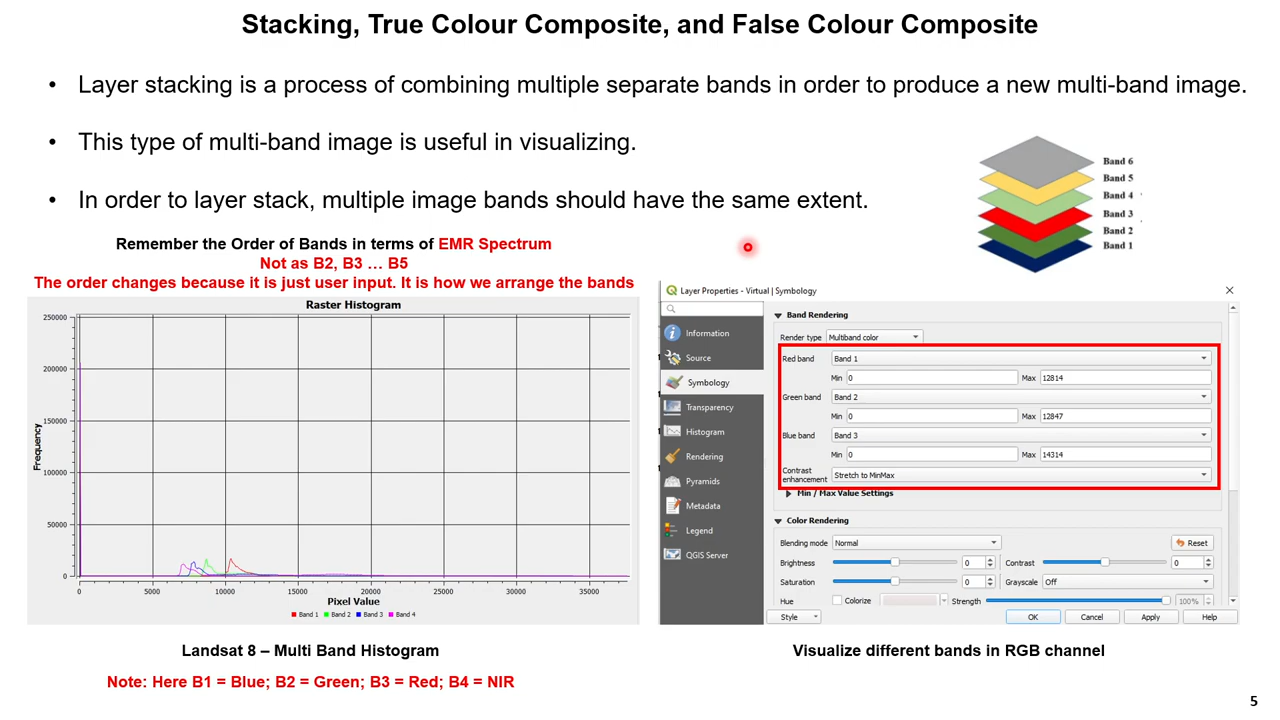 Stacking, True Colour Composite, and False Colour Composite
• Layer stacking is a process of combining multiple separate bands in order to produce a new multi-band image.
• This type of multi-band image is useful in visualizing.
• In order to layer stack, multiple image bands should have the same extent.
Band 6
Band 5
Band 4
Band 3
Band 2
Band 1
Remember the Order of Bands in terms of EMR Spectrum
Not as B2, B3 … B5
The order changes because it is just user input. It is how we arrange the bands
Raster Histogram
Frequency
250000
200000
150000
100000
50000
0
0 5000 10000 15000 20000 25000 30000 35000
Pixel Value
Band 1 Band 2 Band 3 Band 4
Landsat 8 – Multi Band Histogram
Note: Here B1 = Blue; B2 = Green; B3 = Red; B4 = NIR
Layer Properties - Virtual | Symbology
Information
Source
Symbology
Transparency
Histogram
Rendering
Pyramids
Metadata
Legend
QGIS Server
Band Rendering
Render type Multiband color
Red band Band 1
Min 0 Max 12814
Green band Band 2
Min 0 Max 12847
Blue band Band 3
Min 0 Max 14314
Contrast
enhancement Stretch to MinMax
Min / Max Value Settings
Color Rendering
Blending mode Normal Reset
Brightness 0 Contrast 0
Saturation 0 Grayscale Off
Hue Colorize Strength 100%
Style OK Cancel Apply Help
Visualize different bands in RGB channel
5